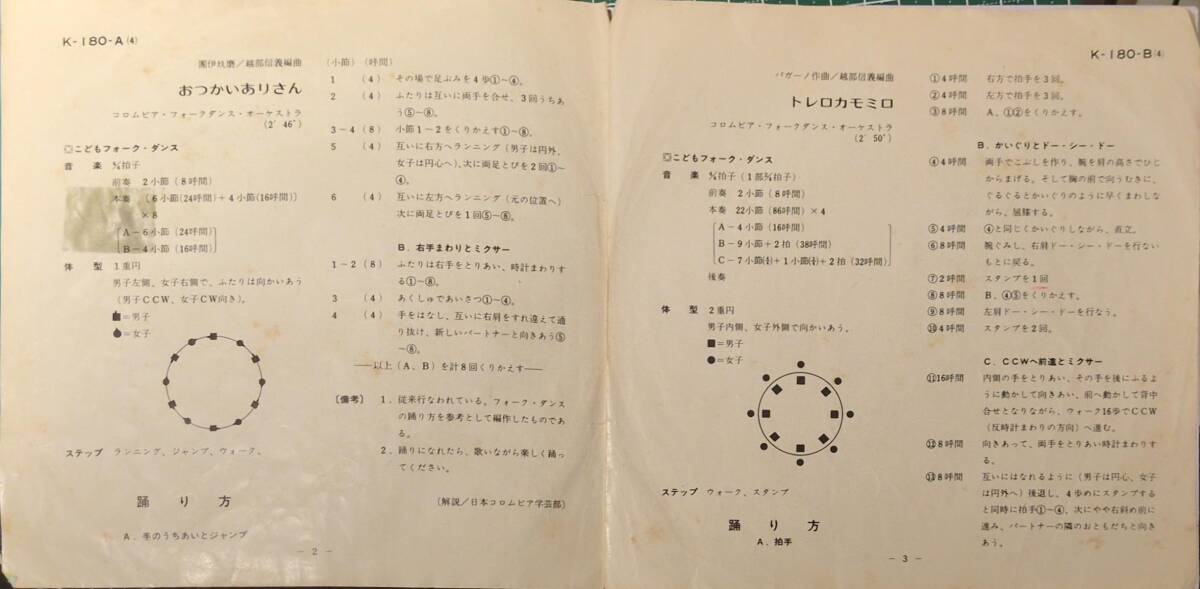 K-180-A(4)
團伊玖磨／越部信義編曲
おつかいありさん
コロムビア・フォークダンス・オーケストラ
(2′ 46″)
◎こどもフォーク・ダンス
音 楽 拍子
前奏 2小節 (8呼間)
本奏 (6小節(24呼間)+4小節(16呼間))
×8
A－6小節 (24呼間)
B－4小節 (16呼間)
体 型 1重円
男子左側、女子右側で、ふたりは向かいあう
(男子CCW、女子CW向き)。
■=男子
●=女子
ステップ ランニング、ジャンプ、ウォーク、
踊 り 方
A．手のうちあいとジャンプ
(小節) (呼間)
1 (4) その場で足ぶみを4歩①～④。
2 (4) ふたりは互いに両手を合せ、3回うちあ
う⑤～⑧。
3－4 (8) 小節1～2をくりかえす①～⑧。
5 (4) 互いに右方へランニング (男子は円外、
女子は円心へ)、次に両足とびを2回①～
④。
6 (4) 互いに左方へランニング (元の位置へ)
次に両足とびを1回⑤～⑧。
B．右手まわりとミクサー
1－2 (8) ふたりは右手をとりあい、時計まわりす
る①～⑧。
3 (4) あくしゅであいさつ①～④。
4 (4) 手をはなし、互いに右肩をすれ違えて通
り抜け、新しいパートナーと向きあう⑤
～⑧。
――以上 (A、B) を計8回くりかえす――
〔備考〕 1．従来行なわれている。フォーク・ダンス
の踊り方を参考として編作したものであ
る。
2．踊りになれたら、歌いながら楽しく踊っ
てください。
〔解説／日本コロムビア学芸部〕
－ 2 －
K-180-B(4)
パガーノ作曲／越部信義編曲
トレロカモミロ
コロムビア・フォークダンス・オーケストラ
(2′ 50″)
◎こどもフォーク・ダンス
音 楽 拍子 (1部 拍子)
前奏 2小節 (8呼間)
本奏 22小節 (86呼間) ×4
A－4小節 (16呼間)
B－9小節＋2拍 (38呼間)
C－7小節 +1小節 +2拍 (32呼間)
後奏
体 型 2重円
男子内側、女子外側で向かいあう。
■=男子
●=女子
ステップ ウォーク、スタンプ
踊 り 方
A．拍手
①4呼間 右方で拍手を3回。
②4呼間 左方で拍手を3回。
③8呼間 A、①②をくりかえす。
B．かいぐりとドー・シー・ドー
④4呼間 両手でこぶしを作り、腕を肩の高さでひじ
からまげる。そして胸の前で向うむきに、
ぐるぐるとかいぐりのように早くまわしな
がら、屈膝する。
⑤4呼間 ④と同じくかいぐりしながら、直立。
⑥8呼間 腕ぐみし、右肩ドー・シー・ドーを行ない
もとに戻る。
⑦2呼間 スタンプを1回
⑧8呼間 B、④⑤をくりかえす。
⑨8呼間 左肩ドー・シー・ドーを行なう。
⑩4呼間 スタンプを2回。
C．CCWへ前進とミクサー
⑪16呼間 内側の手をとりあい、その手を後にふるよ
うに動かして向きあい、前へ動かして背中
合せとなりながら、ウォーク16歩でCCW
(反時計まわりの方向) へ進む。
⑫8呼間 向きあって、両手をとりあい時計まわりす
る。
⑬8呼間 互いにはなれるように (男子は円心、女子
は円外へ) 後退し、4歩めにスタンプする
と同時に拍手①～④、次にやや右斜め前に
進み、パートナーの隣のおともだちと向き
あう。
－ 3 －